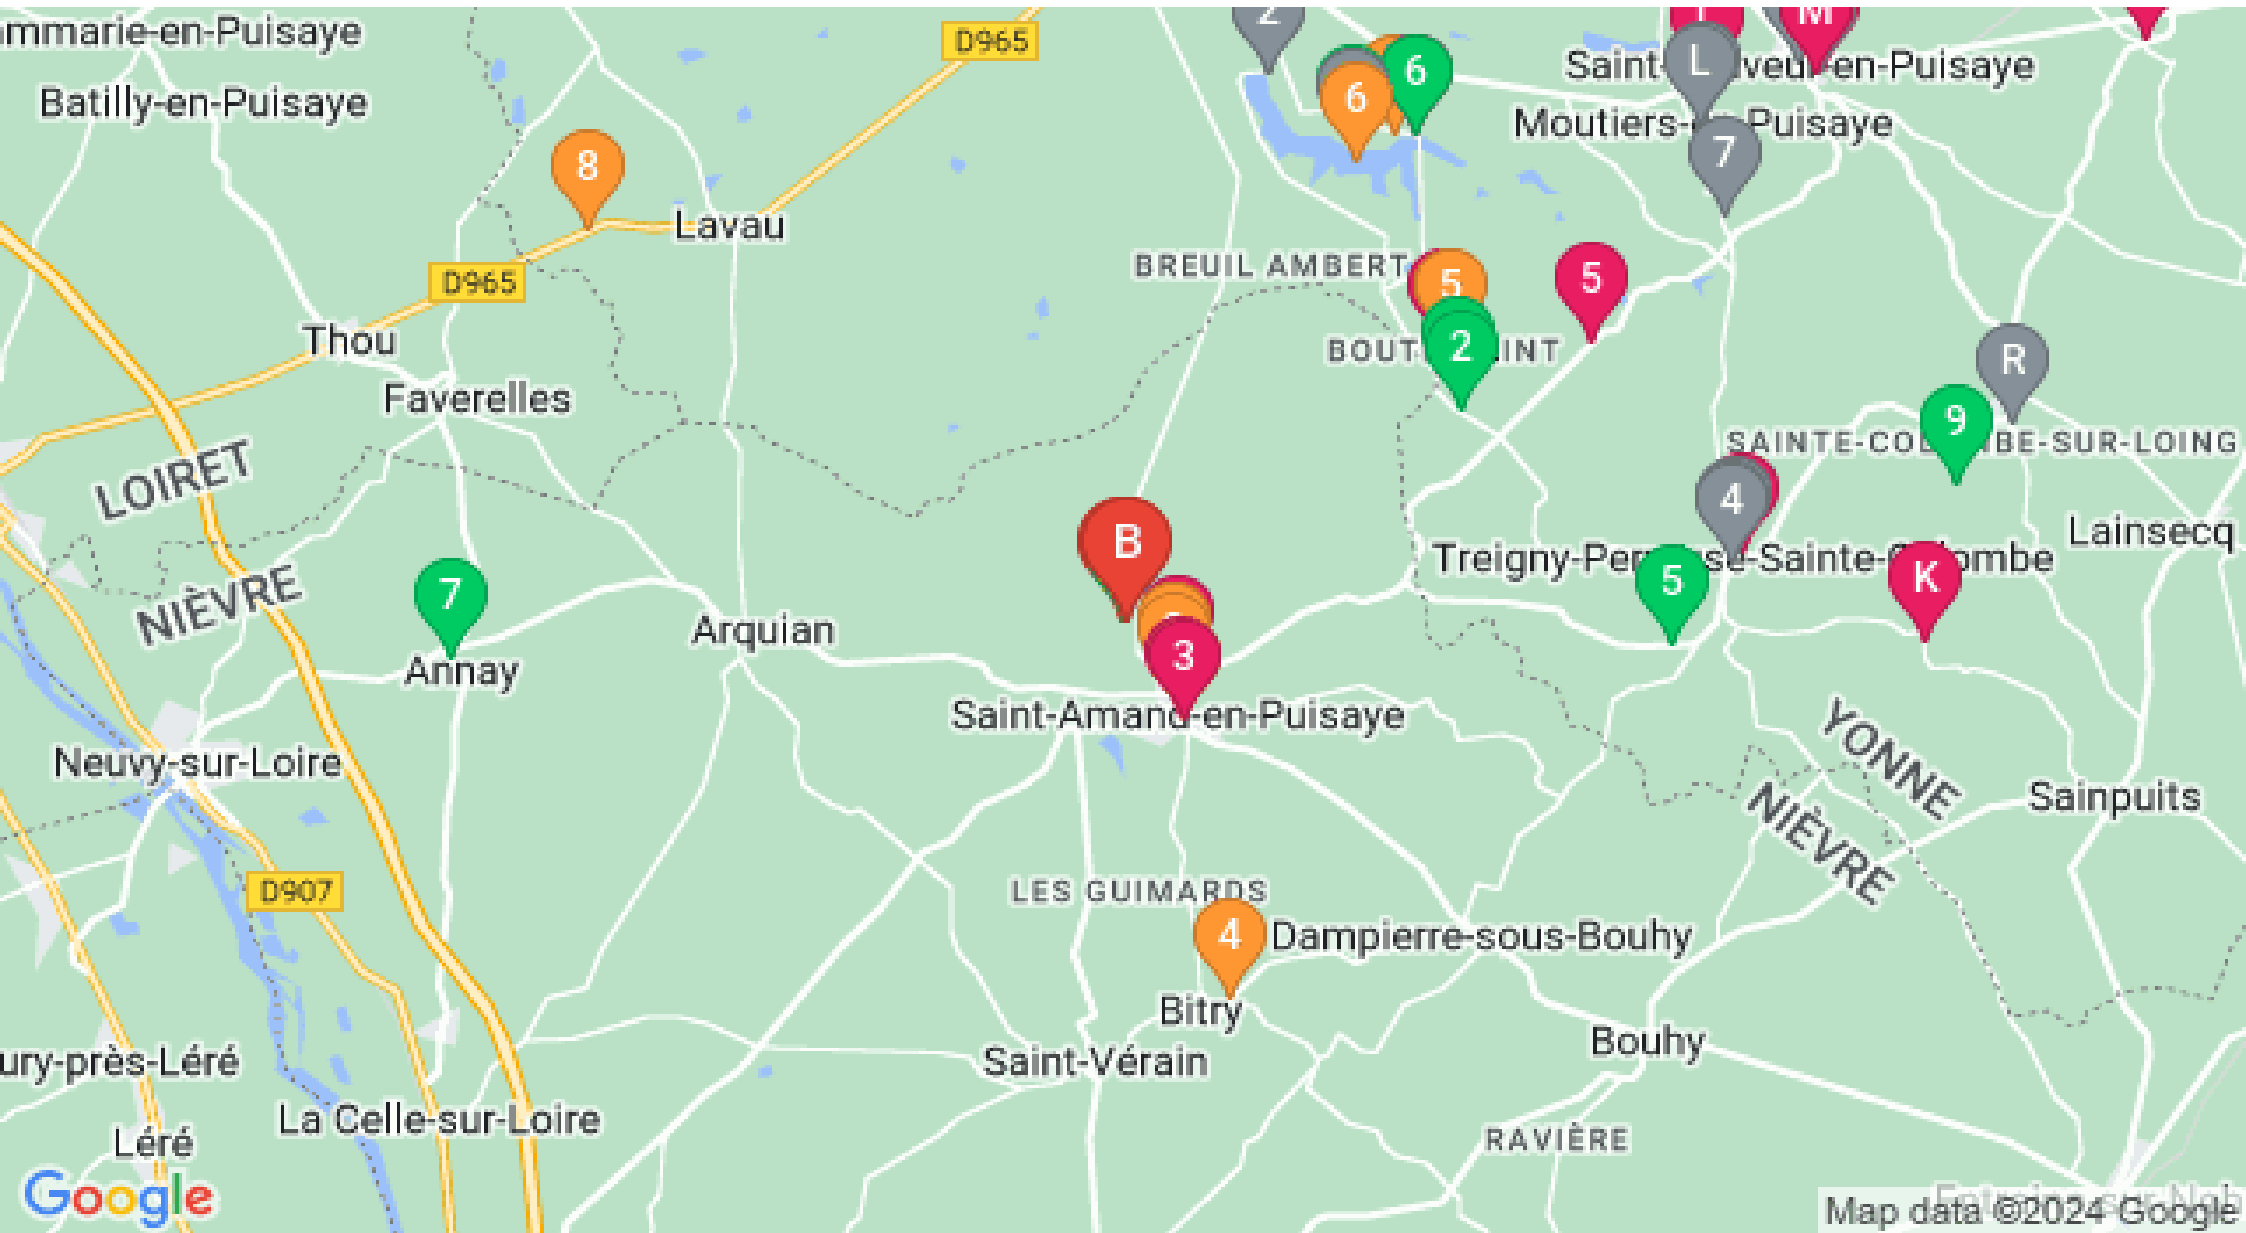 mmarie-en-Puisaye
D965
Z
M
6
6
L
Saint-
veur-en-Puisaye
Batilly-en-Puisaye
Moutiers-
Puisaye
7
8
Lavau
BREUIL AMBERT
5
5
D965
Thou
BOUT
INT
2
R
Faverelles
9
SAINTE-CO
BE-SUR-LOING
LOIRET
4
Lainsecq
B
Treigny-Per
se-Sainte-
ombe
K
5
7
NIÈVRE
Arquian
3
Annay
Saint-Amand-en-Puisaye
YONNE
Neuvy-sur-Loire
Sainpuits
NIÈVRE
D907
LES GUIMARDS
4
Dampierre-sous-Bouhy
Bitry
Bouhy
ury-près-Léré
Saint-Vérain
La Celle-sur-Loire
Léré
RAVIÈRE
Google
Map data ©2024 Google